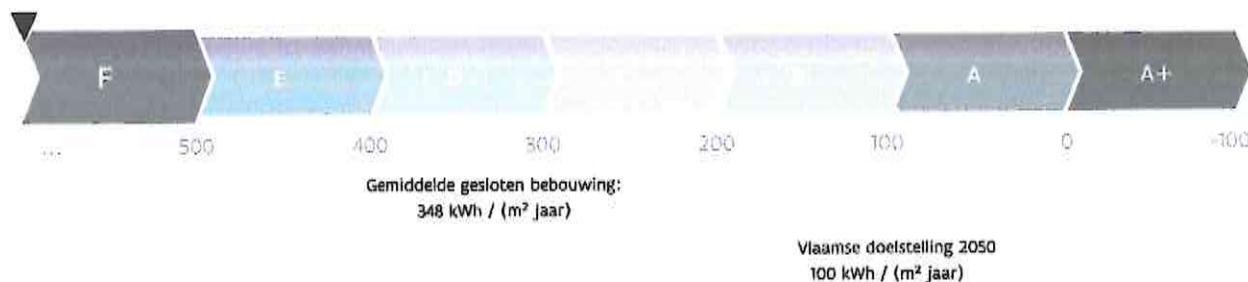 F E D A A+
... 500 400 300 200 100 0 -100
Gemiddelde gesloten bebouwing:
348 kWh / (m² jaar)
Vlaamse doelstelling 2050
100 kWh / (m² jaar)